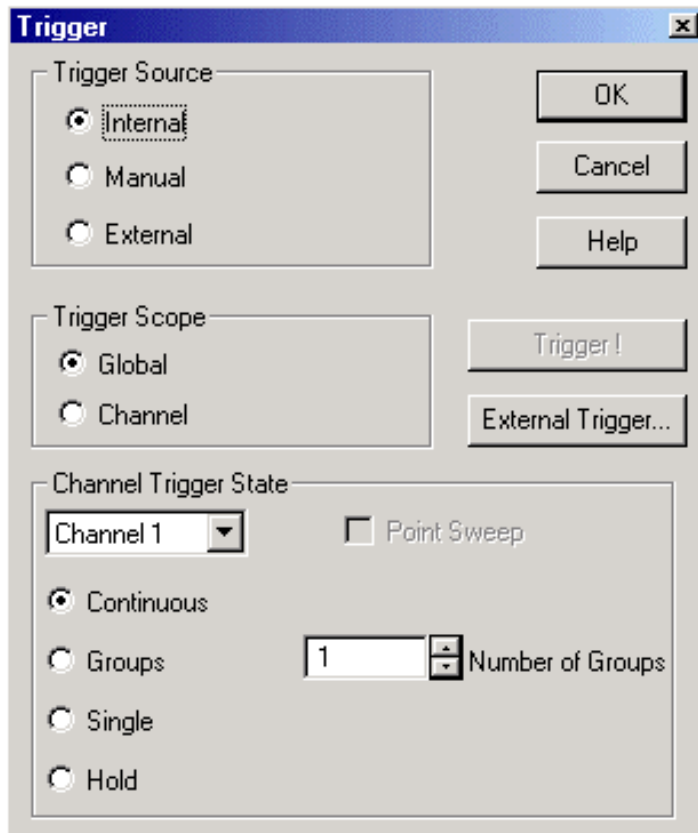 Trigger
Trigger Source
Internal
Manual
External
OK
Cancel
Help
Trigger Scope
Global
Channel
Trigger !
External Trigger...
Channel Trigger State
Channel 1
Point Sweep
Continuous
Groups
1
Number of Groups
Single
Hold